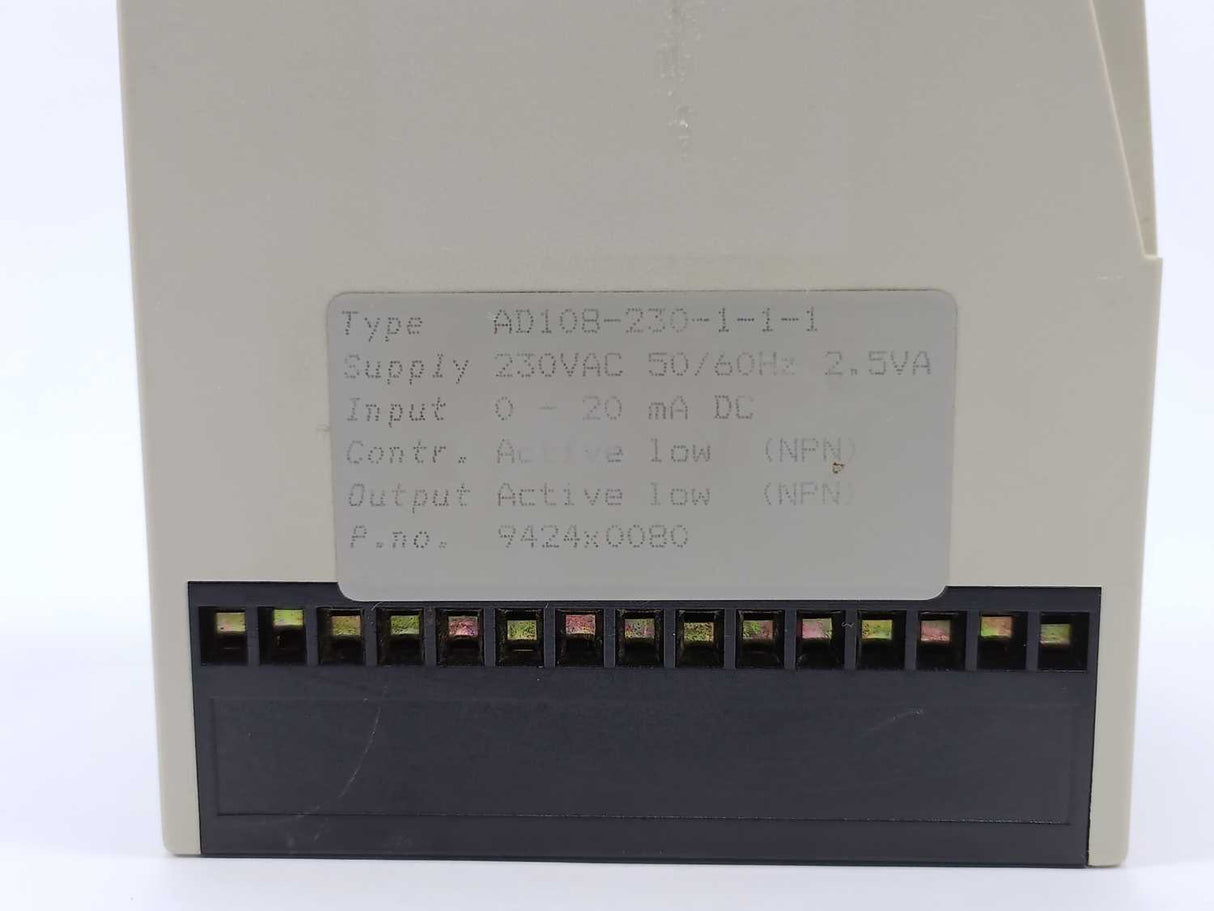 Type AD108-230-1-1-1
Supply 230VAC 50/60Hz 2.5VA
Input 0 - 20 mA DC
Contr. Active low (NPN)
Output Active low (NPN)
P.no. 9424x0080